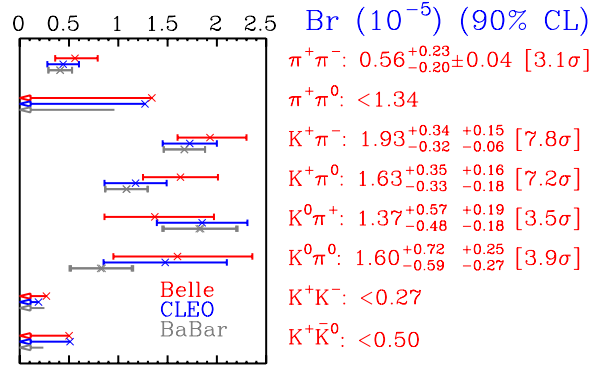 0 0.5 1 1.5 2 2.5
Br (10⁻⁵) (90% CL)
π⁺π⁻: 0.56⁺⁰·²³₋₀.₂₀±0.04 [3.1σ]
π⁺π⁰: <1.34
K⁺π⁻: 1.93⁺⁰·³⁴₋₀.₃₂ ⁺⁰·¹⁵₋₀.₀₆ [7.8σ]
K⁺π⁰: 1.63⁺⁰·³⁵₋₀.₃₃ ⁺⁰·¹⁶₋₀.₁₈ [7.2σ]
K⁰π⁺: 1.37⁺⁰·⁵⁷₋₀.₄₈ ⁺⁰·¹⁹₋₀.₁₈ [3.5σ]
K⁰π⁰: 1.60⁺⁰·⁷²₋₀.₅₉ ⁺⁰·²⁵₋₀.₂₇ [3.9σ]
K⁺K⁻: <0.27
K⁺K̄⁰: <0.50
Belle
CLEO
BaBar